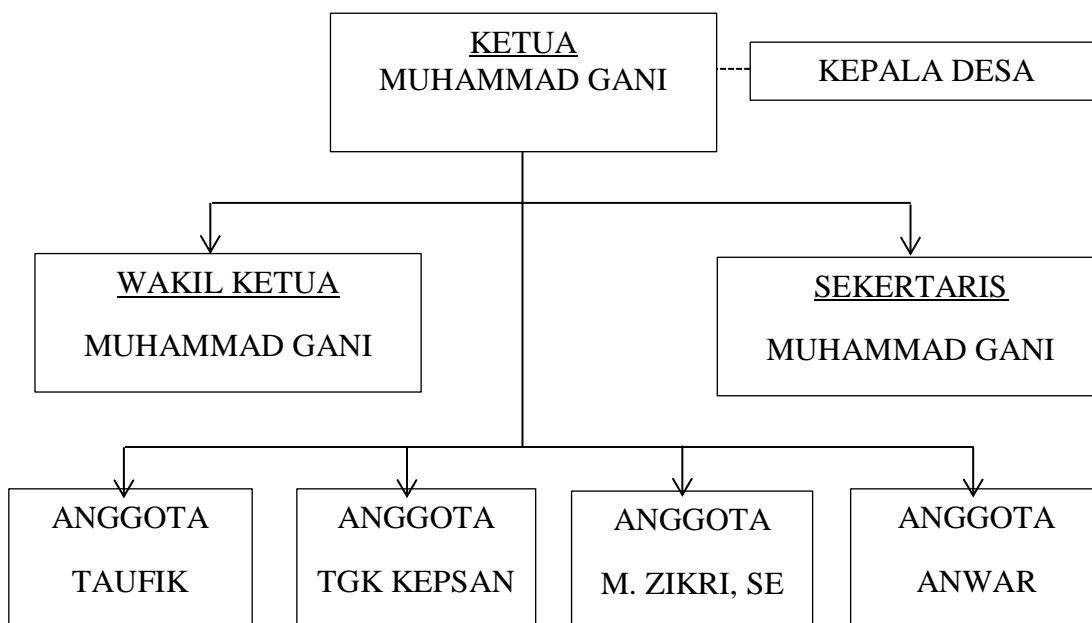 KETUA
MUHAMMAD GANI
KEPALA DESA
WAKIL KETUA
MUHAMMAD GANI
SEKERTARIS
MUHAMMAD GANI
ANGGOTA
TAUFIK
ANGGOTA
TGK KEPSAN
ANGGOTA
M. ZIKRI, SE
ANGGOTA
ANWAR